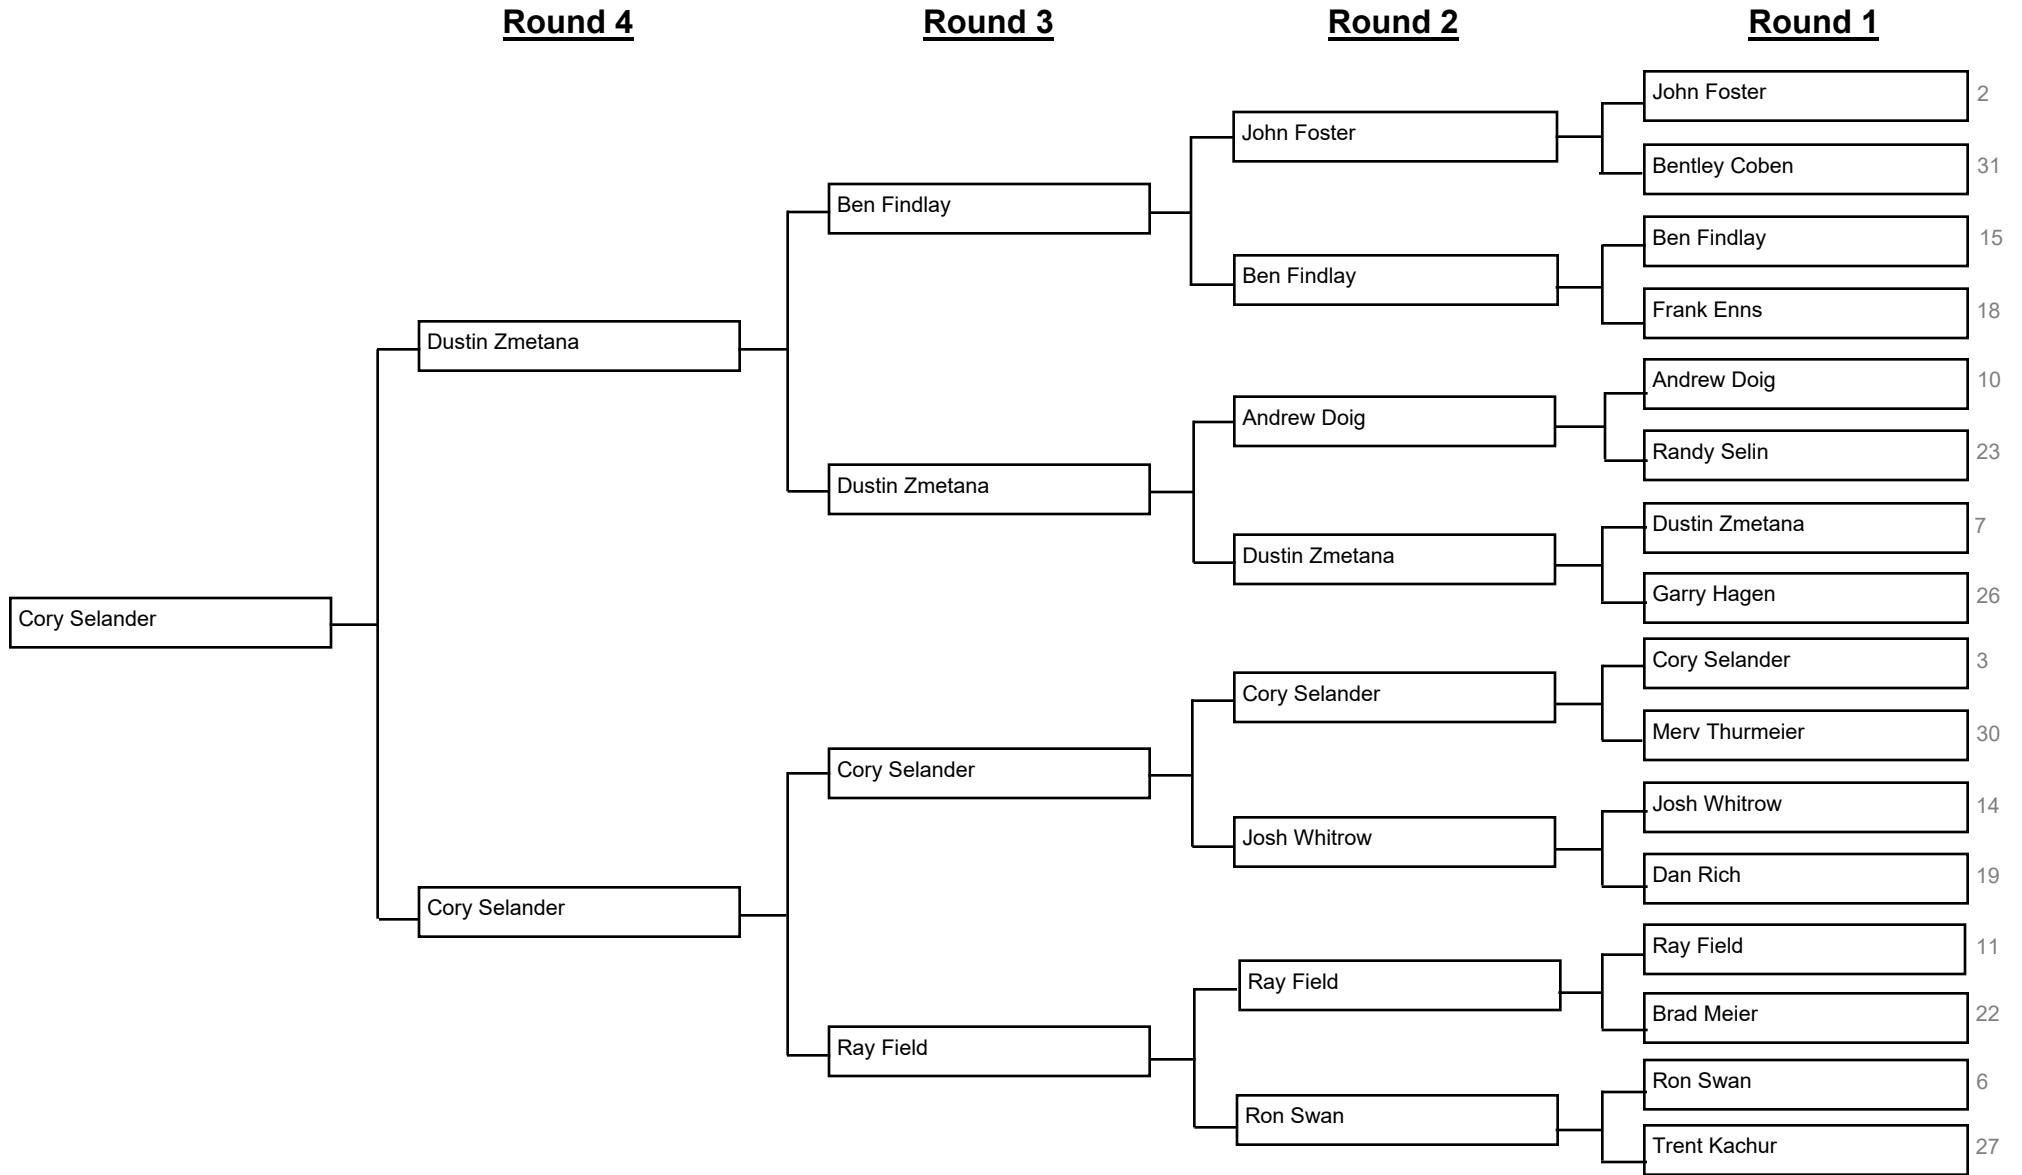 Round 4 Round 3 Round 2 Round 1
John Foster 2
John Foster
Bentley Coben 31
Ben Findlay
Ben Findlay 15
Ben Findlay
Frank Enns 18
Dustin Zmetana
Andrew Doig 10
Andrew Doig
Randy Selin 23
Dustin Zmetana
Dustin Zmetana 7
Dustin Zmetana
Garry Hagen 26
Cory Selander
Cory Selander 3
Cory Selander
Merv Thurmeier 30
Cory Selander
Josh Whitrow 14
Josh Whitrow
Dan Rich 19
Cory Selander
Ray Field 11
Ray Field
Brad Meier 22
Ray Field
Ron Swan 6
Ron Swan
Trent Kachur 27